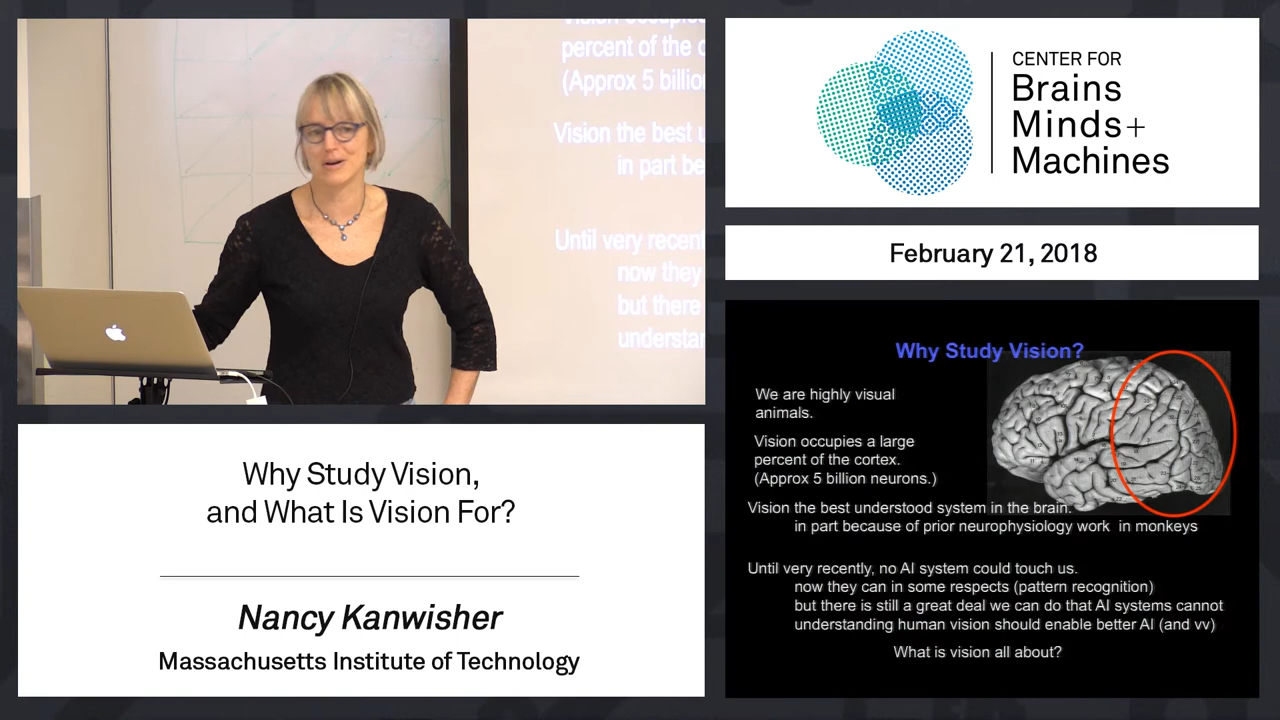 percent of the
(Approx 5 billio
Vision the best
in part be
Until very recen
now they
but there
understa
CENTER FOR
Brains
Minds+
Machines
February 21, 2018
Why Study Vision?
We are highly visual
animals.
Vision occupies a large
percent of the cortex.
(Approx 5 billion neurons.)
Vision the best understood system in the brain.
in part because of prior neurophysiology work in monkeys
Until very recently, no AI system could touch us.
now they can in some respects (pattern recognition)
but there is still a great deal we can do that AI systems cannot
understanding human vision should enable better AI (and vv)
What is vision all about?
Why Study Vision,
and What Is Vision For?
Nancy Kanwisher
Massachusetts Institute of Technology